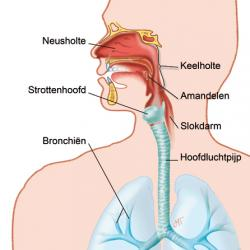 Neusholte
Keelholte
Strottenhoofd
Amandelen
Slokdarm
Bronchiën
Hoofdluchtpijp